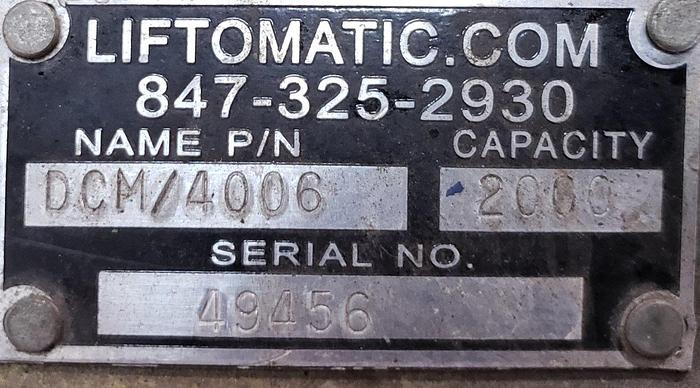 LIFTOMATIC.COM
847-325-2930
NAME P/N CAPACITY
DCM/4006 2000
SERIAL NO.
49456